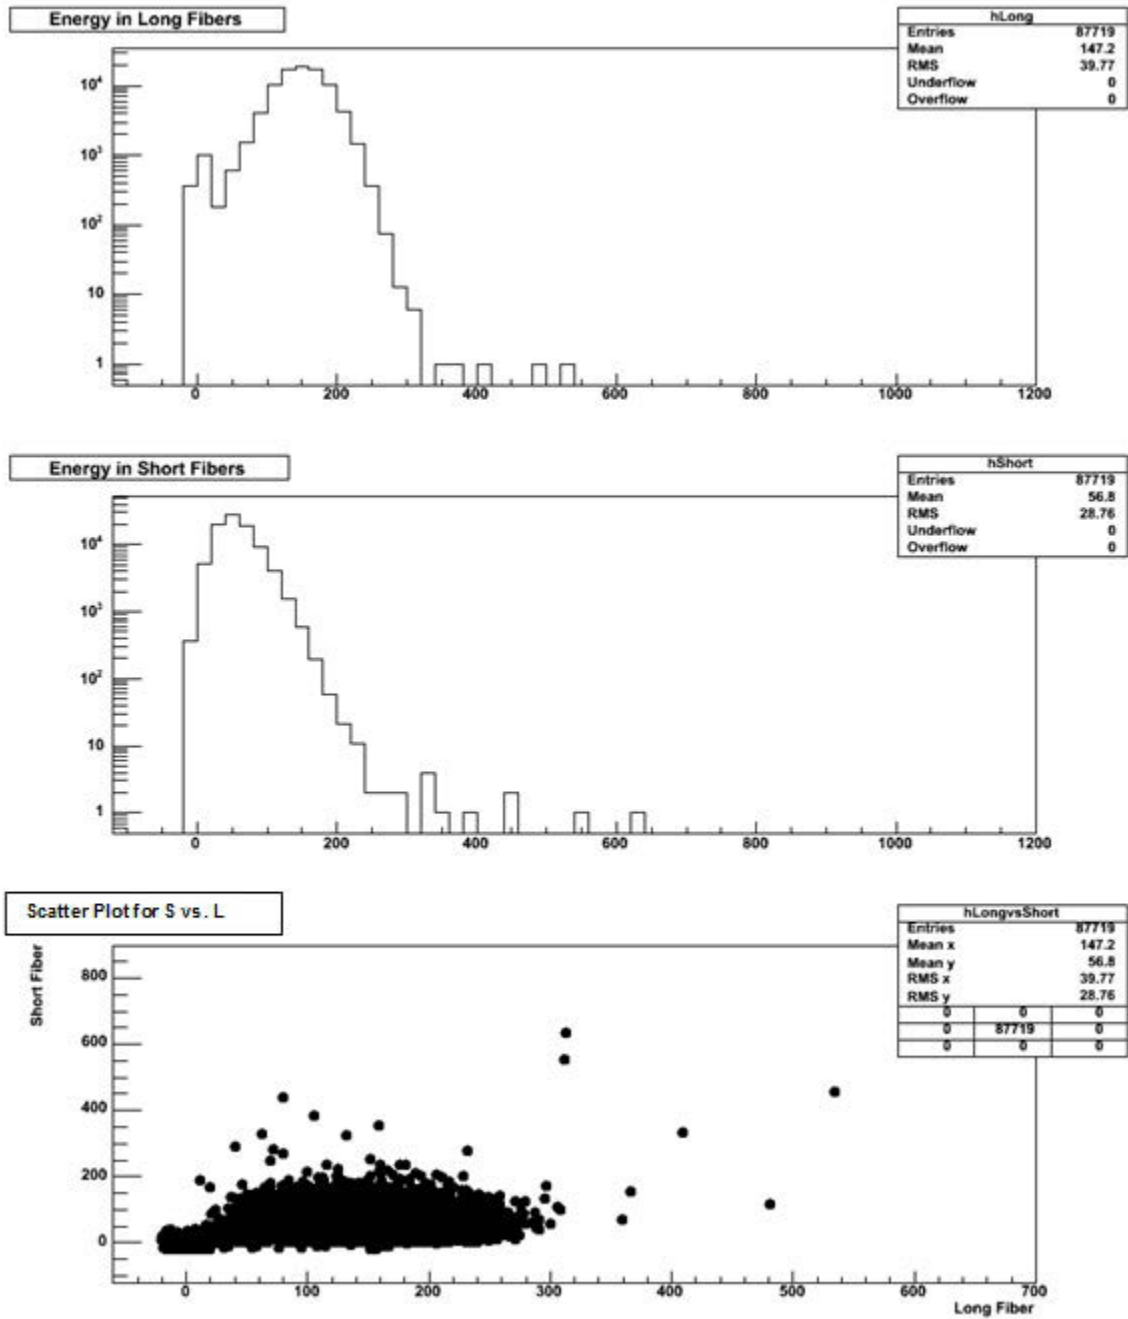 Energy in Long Fibers
hLong
Entries 87719
Mean 147.2
RMS 39.77
Underflow 0
Overflow 0
10⁴
10³
10²
10
1
0 200 400 600 800 1000 1200
Energy in Short Fibers
hShort
Entries 87719
Mean 56.8
RMS 28.76
Underflow 0
Overflow 0
10⁴
10³
10²
10
1
0 200 400 600 800 1000 1200
Scatter Plot for S vs. L
hLongvsShort
Entries 87719
Mean x 147.2
Mean y 56.8
RMS x 39.77
RMS y 28.76
0 0 0
0 87719 0
0 0 0
Short Fiber
800
600
400
200
0
0 100 200 300 400 500 600 700
Long Fiber